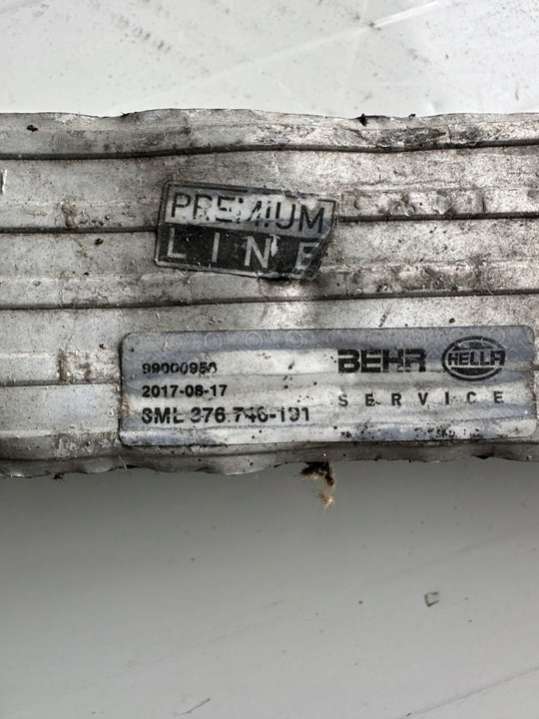 PREMIUM
LINE
99000950
BEHR HELLA
2017-08-17
SERVICE
8ML 376 746-191